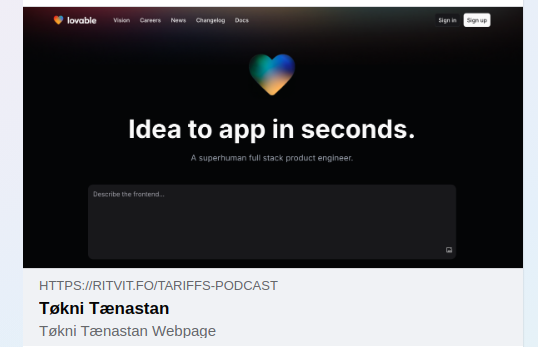 lovable Vision Careers News Changelog Docs Sign in Sign up
Idea to app in seconds.
A superhuman full stack product engineer.
Describe the frontend...
HTTPS://RITVIT.FO/TARIFFS-PODCAST
Tøkni Tænastan
Tøkni Tænastan Webpage